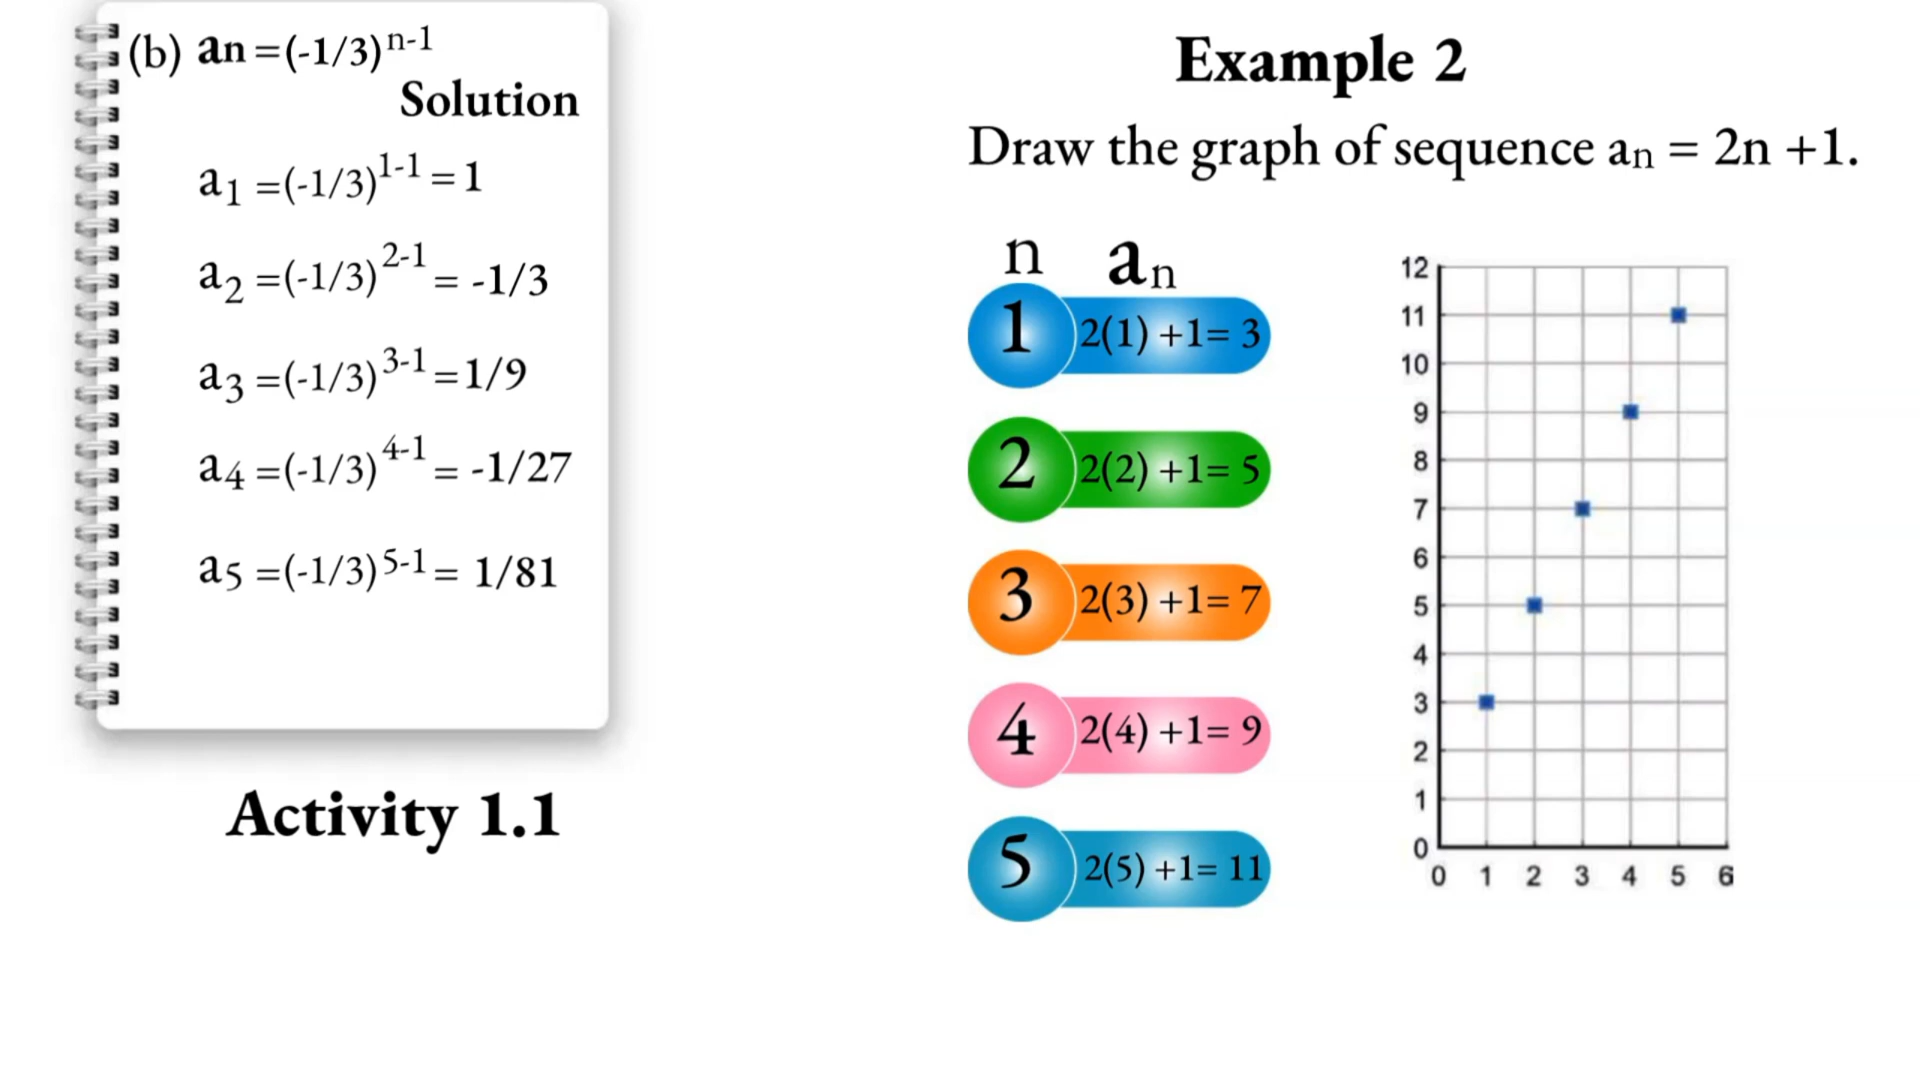 (b) an =(-1/3)ⁿ⁻¹
Solution
a₁ =(-1/3)¹⁻¹ = 1
a₂ =(-1/3)²⁻¹ = -1/3
a₃ =(-1/3)³⁻¹ =1/9
a₄ =(-1/3)⁴⁻¹ = -1/27
a₅ =(-1/3)⁵⁻¹ = 1/81
Activity 1.1
Example 2
Draw the graph of sequence aₙ = 2n +1.
n aₙ
1 2(1) +1= 3
2 2(2) +1= 5
3 2(3) +1= 7
4 2(4) +1= 9
5 2(5) +1= 11
12
11
10
9
8
7
6
5
4
3
2
1
0
0 1 2 3 4 5 6